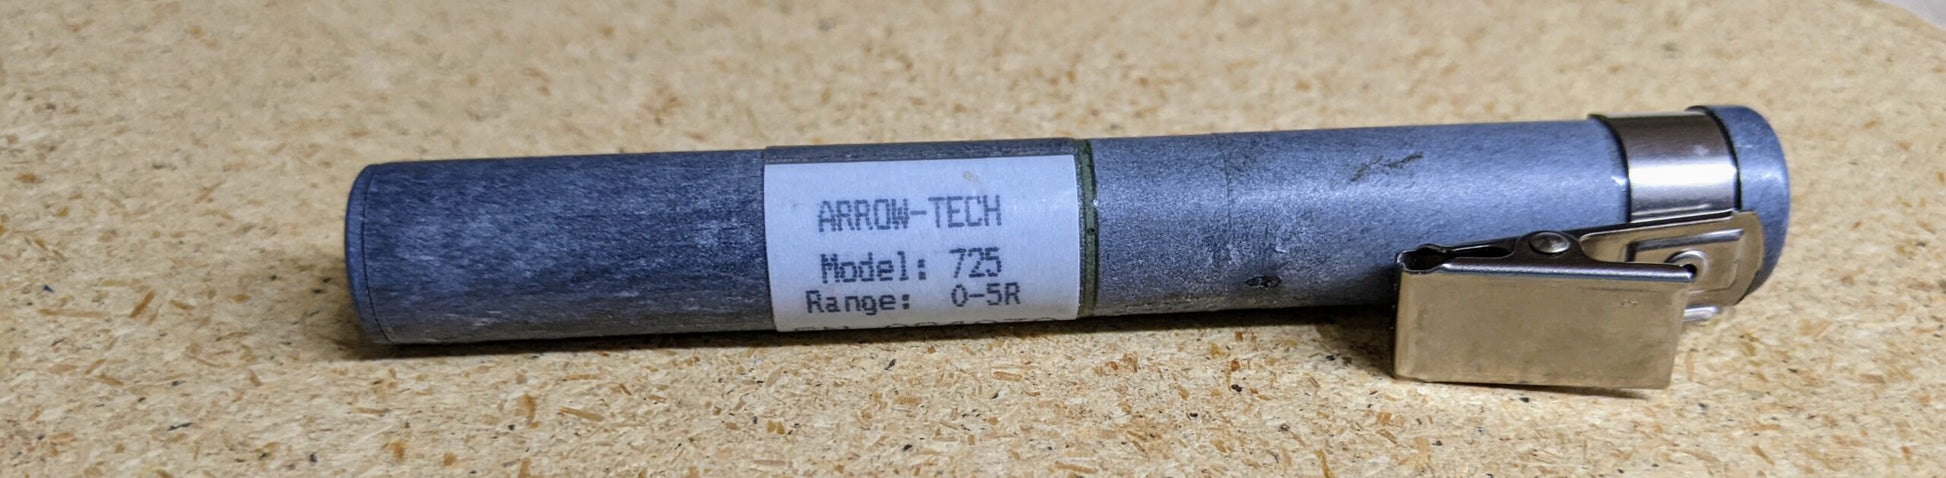 ARROW-TECH
Model: 725
Range: 0-5R